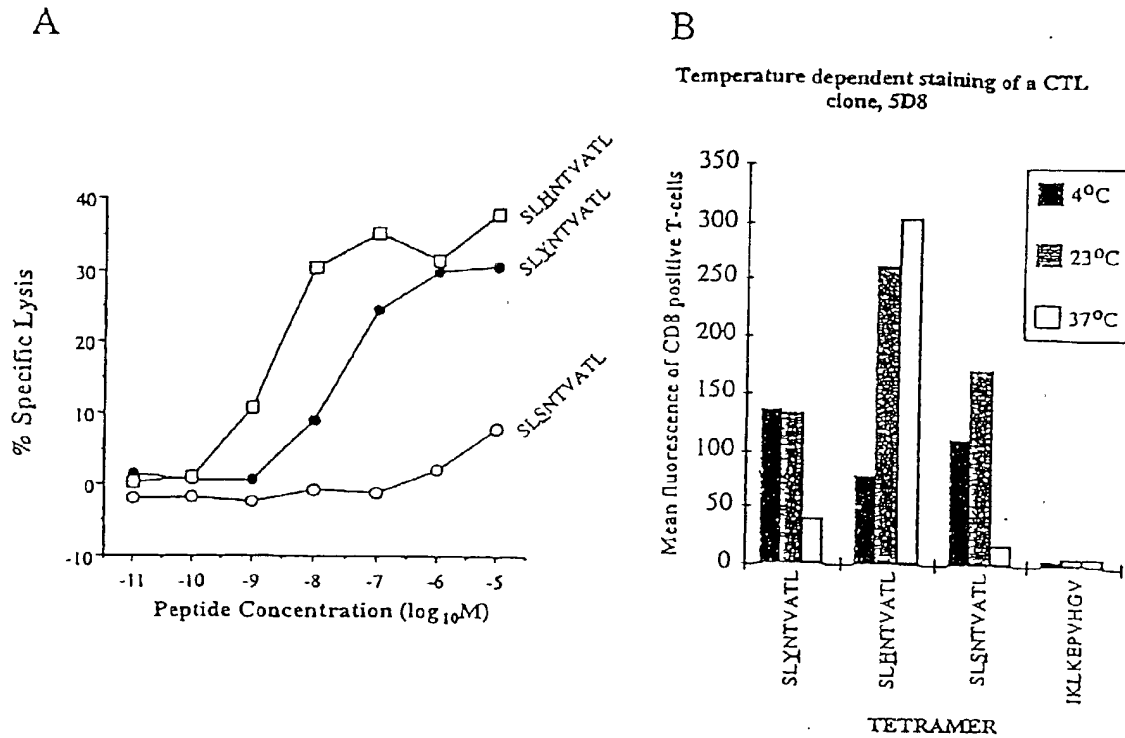 A
B
Temperature dependent staining of a CTL
clone, 5D8
% Specific Lysis
40
30
20
10
0
-10
-11
-10
-9
-8
-7
-6
-5
Peptide Concentration (log10M)
SLHNTVATL
SLYNTVATL
SLSNTVATL
Mean fluorescence of CD8 positive T-cells
350
300
250
200
150
100
50
0
4°C
23°C
37°C
SLYNTVATL
SLHNTVATL
SLSNTVATL
IKLKEPVHGV
TETRAMER